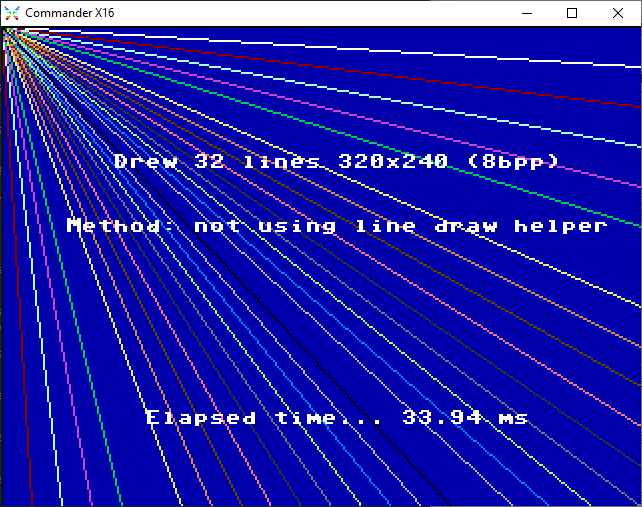 Commander X16
Drew 32 lines 320x240 (8bpp)
Method: not using line draw helper
Elapsed time... 33.94 ms